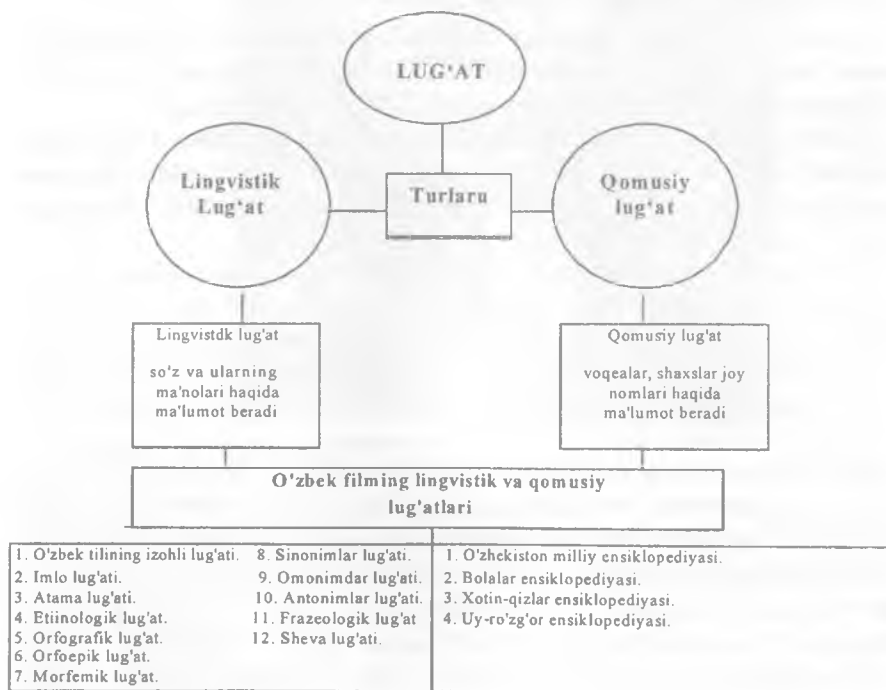 LUG‘AT
Lingvistik
Lug‘at
Turlaru
Qomusiy
lug‘at
Lingvistdk lug'at
so'z va ularning
ma'nolari haqida
ma'lumot beradi
Qomusiy lug'at
voqealar, shaxslar joy
nomlari haqida
ma'lumot beradi
O'zbek filming lingvistik va qomusiy
lug'atlari
1. O'zbek tilining izohli lug'ati.
2. Imlo lug'ati.
3. Atama lug'ati.
4. Etiinologik lug'at.
5. Orfografik lug'at.
6. Orfoepik lug'at.
7. Morfemik lug'at.
8. Sinonimlar lug'ati.
9. Omonimdar lug'ati.
10. Antonimlar lug'ati.
11. Frazeologik lug'at
12. Sheva lug'ati.
1. O'zhekiston milliy ensiklopediyasi.
2. Bolalar ensiklopediyasi.
3. Xotin-qizlar ensiklopediyasi.
4. Uy-ro'zg'or ensiklopediyasi.